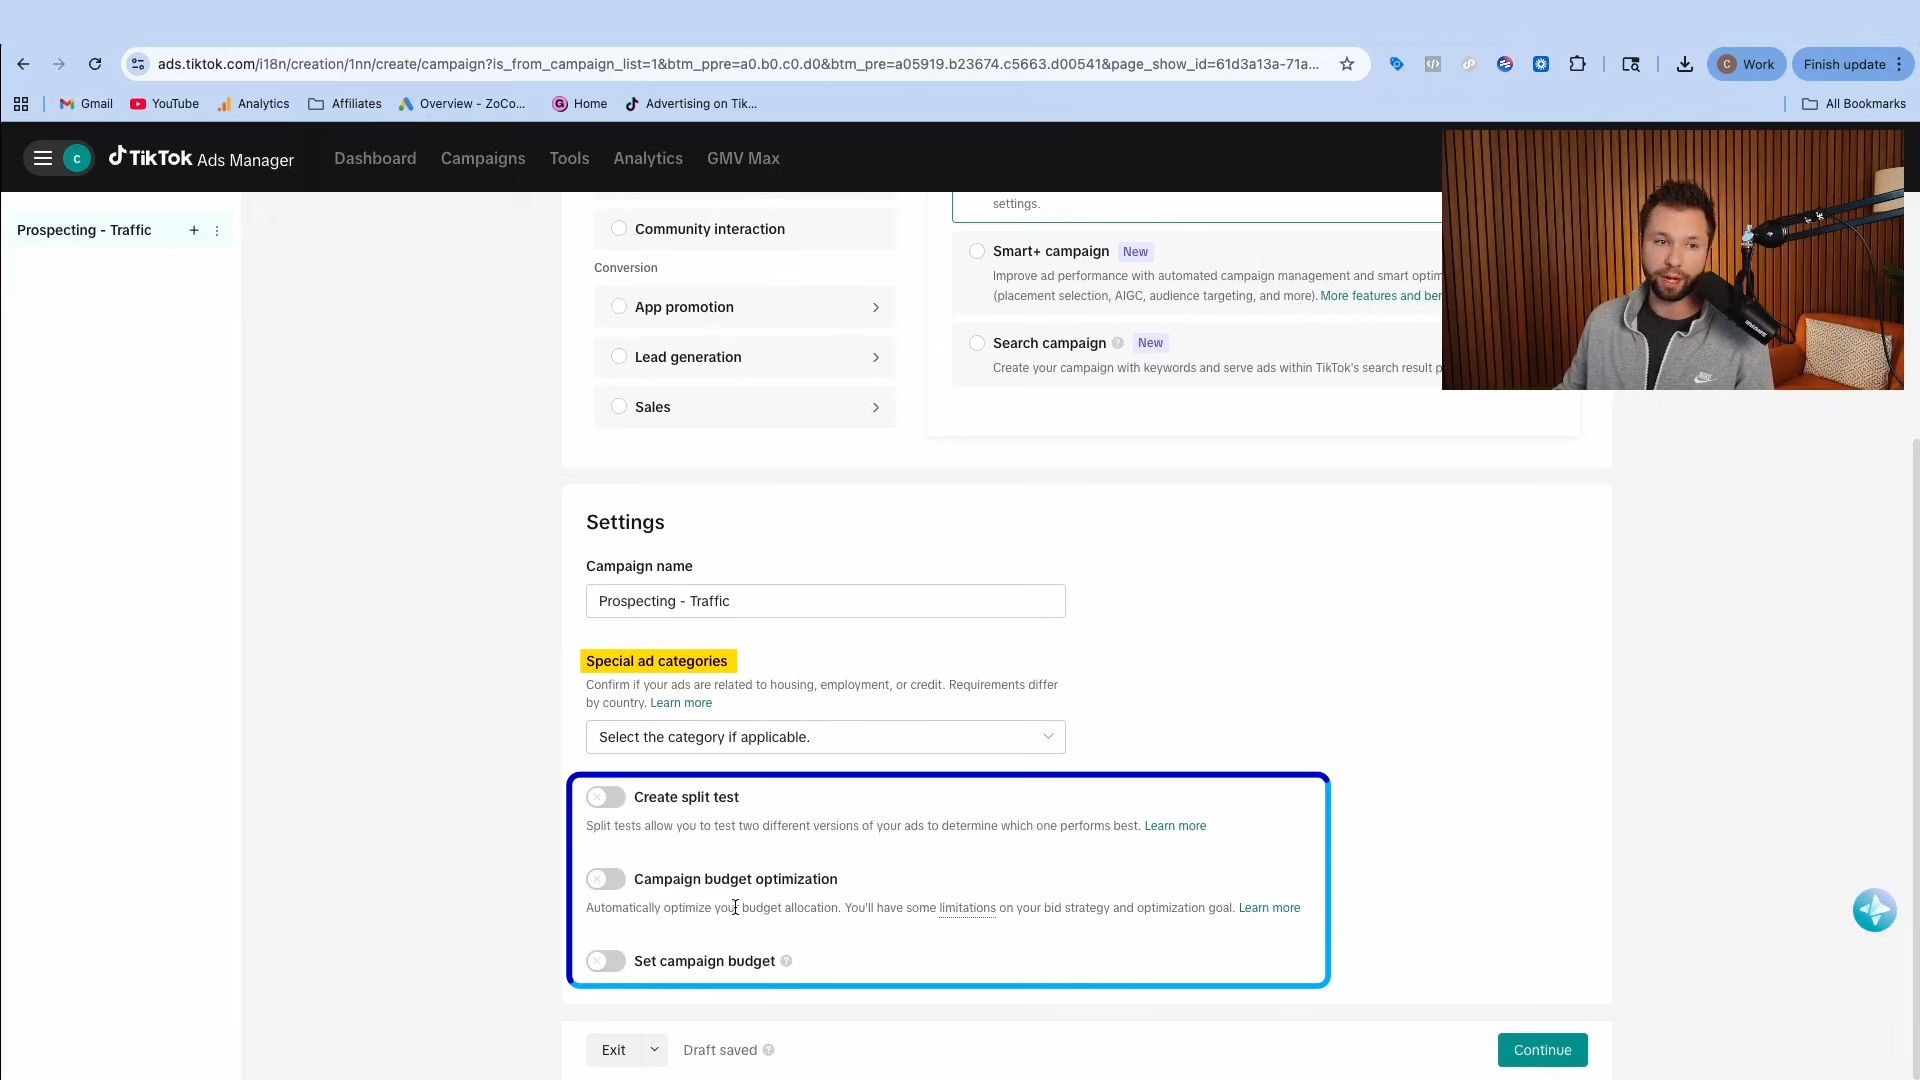 ads.tiktok.com/i18n/creation/1nn/create/campaign?is_from_campaign_list=1&btm_ppre=a0.b0.c0.d0&btm_pre=a05919.b23674.c5663.d00541&page_show_id=61d3a13a-71a...
C Work
Finish update
Gmail
YouTube
Analytics
Affiliates
Overview - ZoCo...
Home
Advertising on Tik...
All Bookmarks
C
TikTok Ads Manager
Dashboard
Campaigns
Tools
Analytics
GMV Max
Prospecting - Traffic
Community interaction
Conversion
App promotion
Lead generation
Sales
settings.
Smart+ campaign New
Improve ad performance with automated campaign management and smart optim
(placement selection, AIGC, audience targeting, and more). More features and ben
Search campaign New
Create your campaign with keywords and serve ads within TikTok's search result p
Settings
Campaign name
Prospecting - Traffic
Special ad categories
Confirm if your ads are related to housing, employment, or credit. Requirements differ
by country. Learn more
Select the category if applicable.
Create split test
Split tests allow you to test two different versions of your ads to determine which one performs best. Learn more
Campaign budget optimization
Automatically optimize your budget allocation. You'll have some limitations on your bid strategy and optimization goal. Learn more
Set campaign budget
Exit
Draft saved
Continue